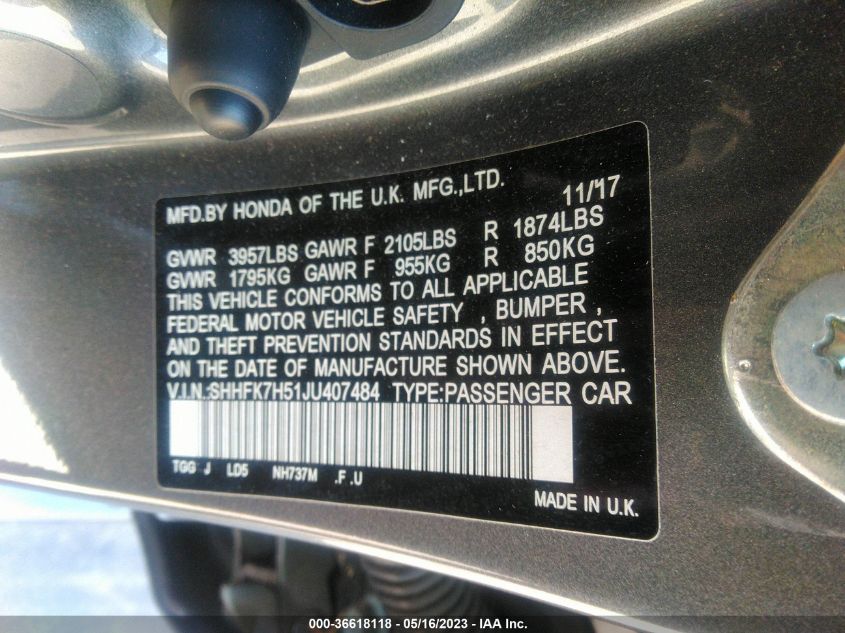 MFD.BY HONDA OF THE U.K. MFG.,LTD. 11/17
GVWR 3957LBS GAWR F 2105LBS R 1874LBS
GVWR 1795KG GAWR F 955KG R 850KG
THIS VEHICLE CONFORMS TO ALL APPLICABLE
FEDERAL MOTOR VEHICLE SAFETY , BUMPER ,
AND THEFT PREVENTION STANDARDS IN EFFECT
ON THE DATE OF MANUFACTURE SHOWN ABOVE.
V.I.N.:SHHFK7H51JU407484 TYPE:PASSENGER CAR
TGG J LD5 NH737M .F .U
MADE IN U.K.
000-36618118 - 05/16/2023 - IAA Inc.